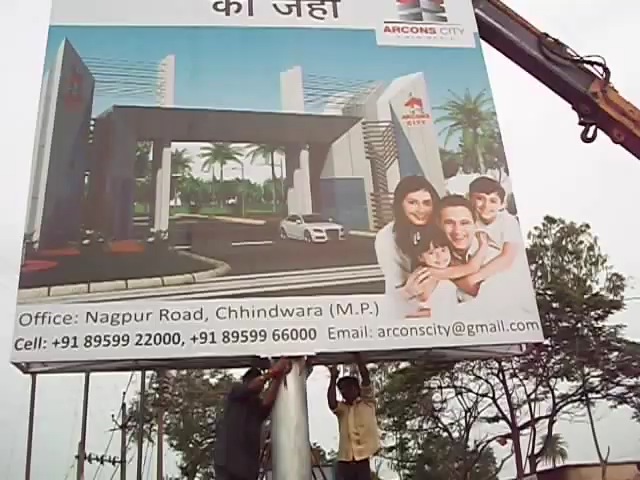 की जहाँ
ARCONS CITY
ARCONS
CITY
Office: Nagpur Road, Chhindwara (M.P.)
Cell: +91 89599 22000, +91 89599 66000 Email: arconscity@gmail.com